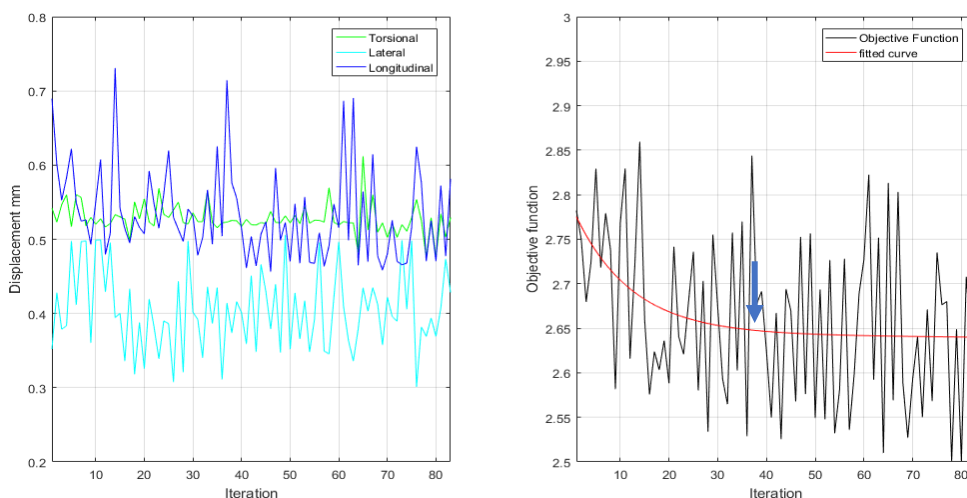 0.8
0.7
0.6
0.5
0.4
0.3
0.2
Displacement mm
10 20 30 40 50 60 70 80
Iteration
Torsional
Lateral
Longitudinal
3
2.95
2.9
2.85
2.8
2.75
2.7
2.65
2.6
2.55
2.5
Objective function
10 20 30 40 50 60 70 80
Iteration
Objective Function
fitted curve